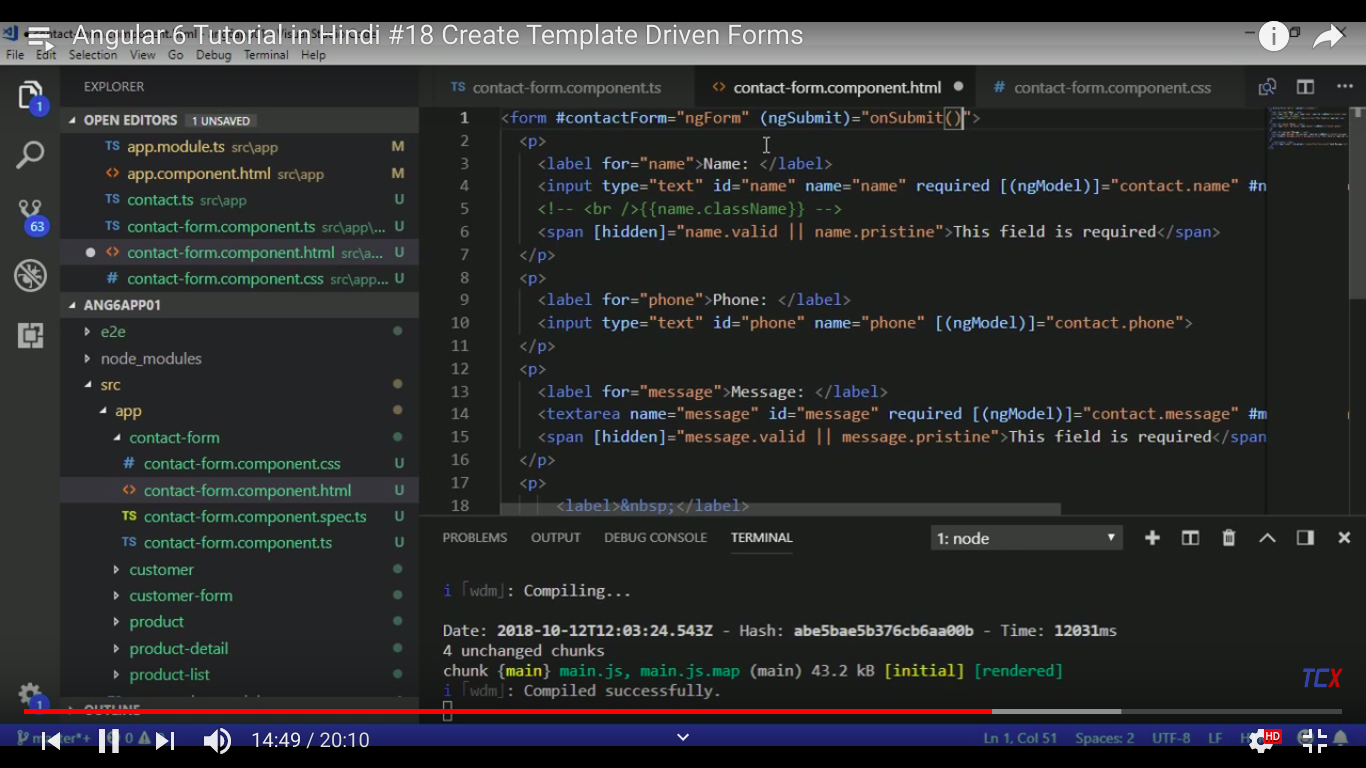 Angular 6 Tutorial in Hindi #18 Create Template Driven Forms
File Edit Selection View Go Debug Terminal Help
EXPLORER
OPEN EDITORS 1 UNSAVED
TS app.module.ts src\app M
<> app.component.html src\app M
TS contact.ts src\app U
TS contact-form.component.ts src\app\... U
<> contact-form.component.html src\a... U
# contact-form.component.css src\app... U
ANG6APP01
e2e
node_modules
src
app
contact-form
# contact-form.component.css U
<> contact-form.component.html U
TS contact-form.component.spec.ts U
TS contact-form.component.ts U
customer
customer-form
product
product-detail
product-list
OUTLINE
1
63
1
TS contact-form.component.ts <> contact-form.component.html # contact-form.component.css
1 <form #contactForm="ngForm" (ngSubmit)="onSubmit()">
2 <p>
3 <label for="name">Name: </label>
4 <input type="text" id="name" name="name" required [(ngModel)]="contact.name" #n
5 <!-- <br />{{name.className}} -->
6 <span [hidden]="name.valid || name.pristine">This field is required</span>
7 </p>
8 <p>
9 <label for="phone">Phone: </label>
10 <input type="text" id="phone" name="phone" [(ngModel)]="contact.phone">
11 </p>
12 <p>
13 <label for="message">Message: </label>
14 <textarea name="message" id="message" required [(ngModel)]="contact.message" #m
15 <span [hidden]="message.valid || message.pristine">This field is required</span
16 </p>
17 <p>
18 <label>&nbsp;</label>
PROBLEMS OUTPUT DEBUG CONSOLE TERMINAL 1: node
i ｢wdm｣: Compiling...
Date: 2018-10-12T12:03:24.543Z - Hash: abe5bae5b376cb6aa00b - Time: 12031ms
4 unchanged chunks
chunk {main} main.js, main.js.map (main) 43.2 kB [initial] [rendered]
i ｢wdm｣: Compiled successfully.
TCX
14:49 / 20:10
Ln 1, Col 51 Spaces: 2 UTF-8 LF
HD